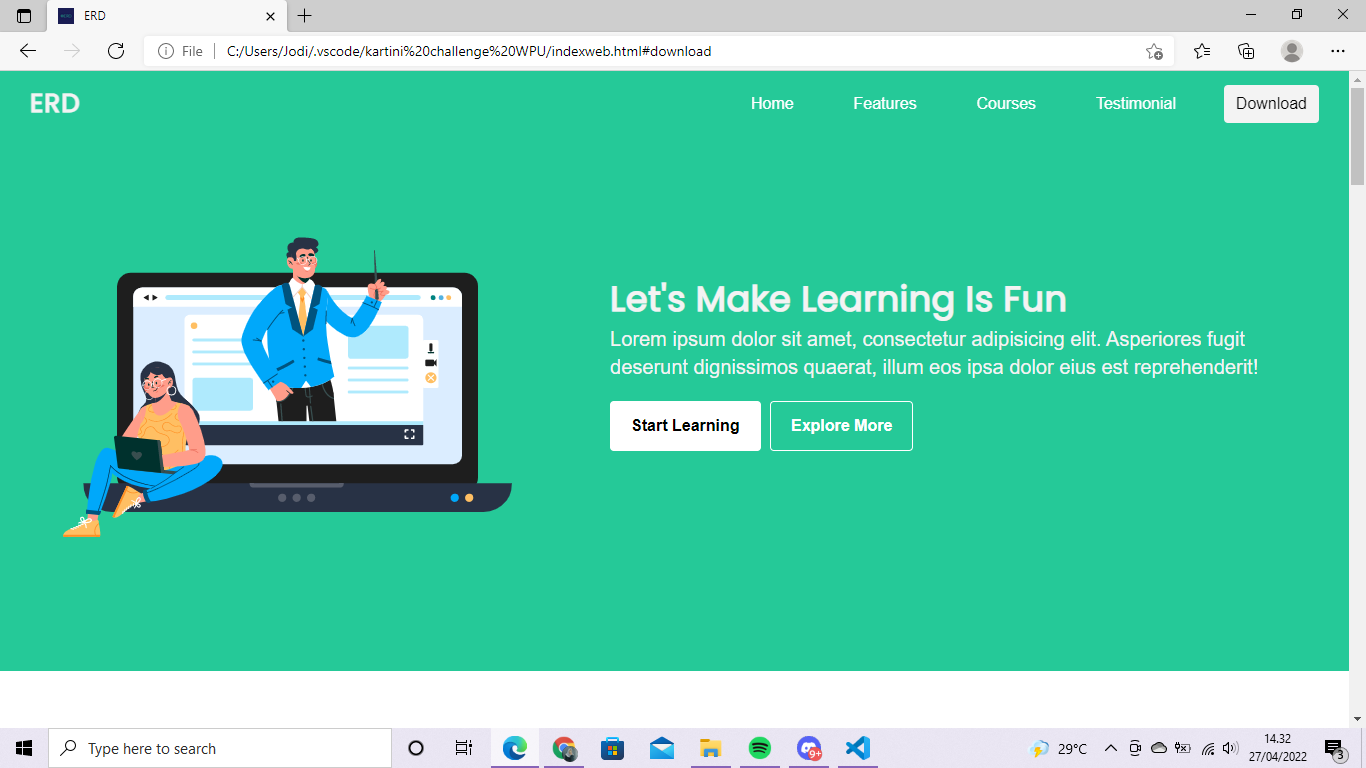 ERD
File
C:/Users/Jodi/.vscode/kartini%20challenge%20WPU/indexweb.html#download
ERD
Home
Features
Courses
Testimonial
Download
Let's Make Learning Is Fun
Lorem ipsum dolor sit amet, consectetur adipisicing elit. Asperiores fugit
deserunt dignissimos quaerat, illum eos ipsa dolor eius est reprehenderit!
Start Learning
Explore More
Type here to search
9+
29°C
14.32
27/04/2022
3